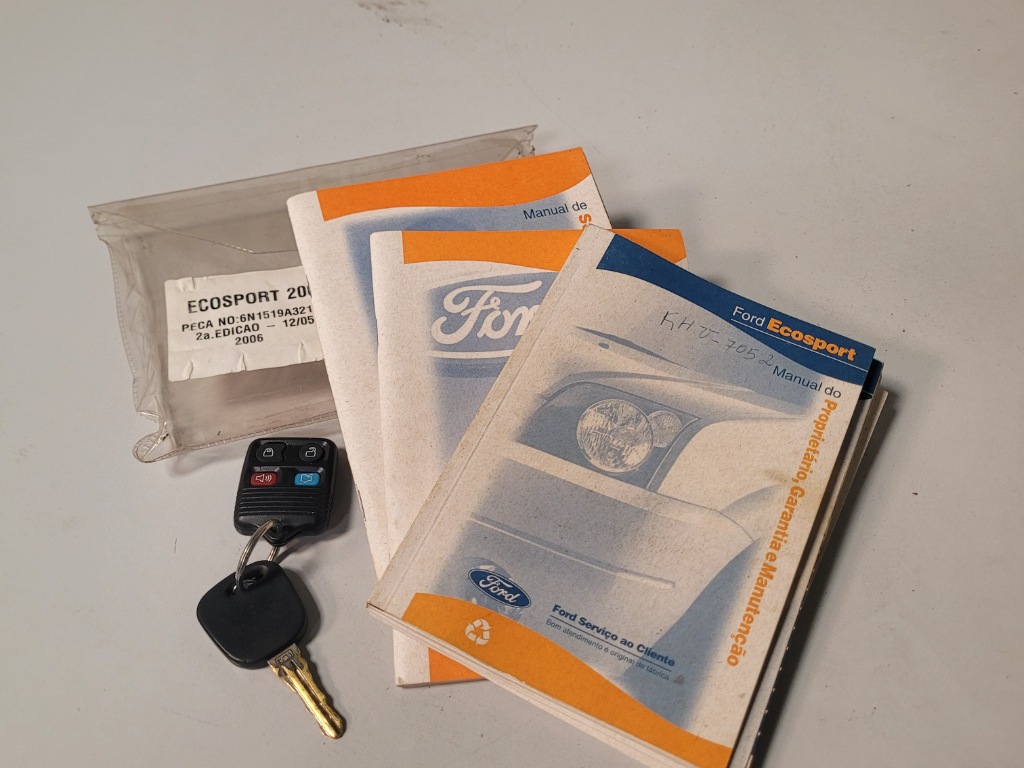 ECOSPORT 200
PECA NO:6N1519A321
2a.EDICAO – 12/05
2006
Manual de
S
Ford
Ford Ecosport
KHU-7052
Manual do
Proprietário, Garantia e Manutenção
Ford
Ford Serviço ao Cliente
Bom atendimento é original de fábrica